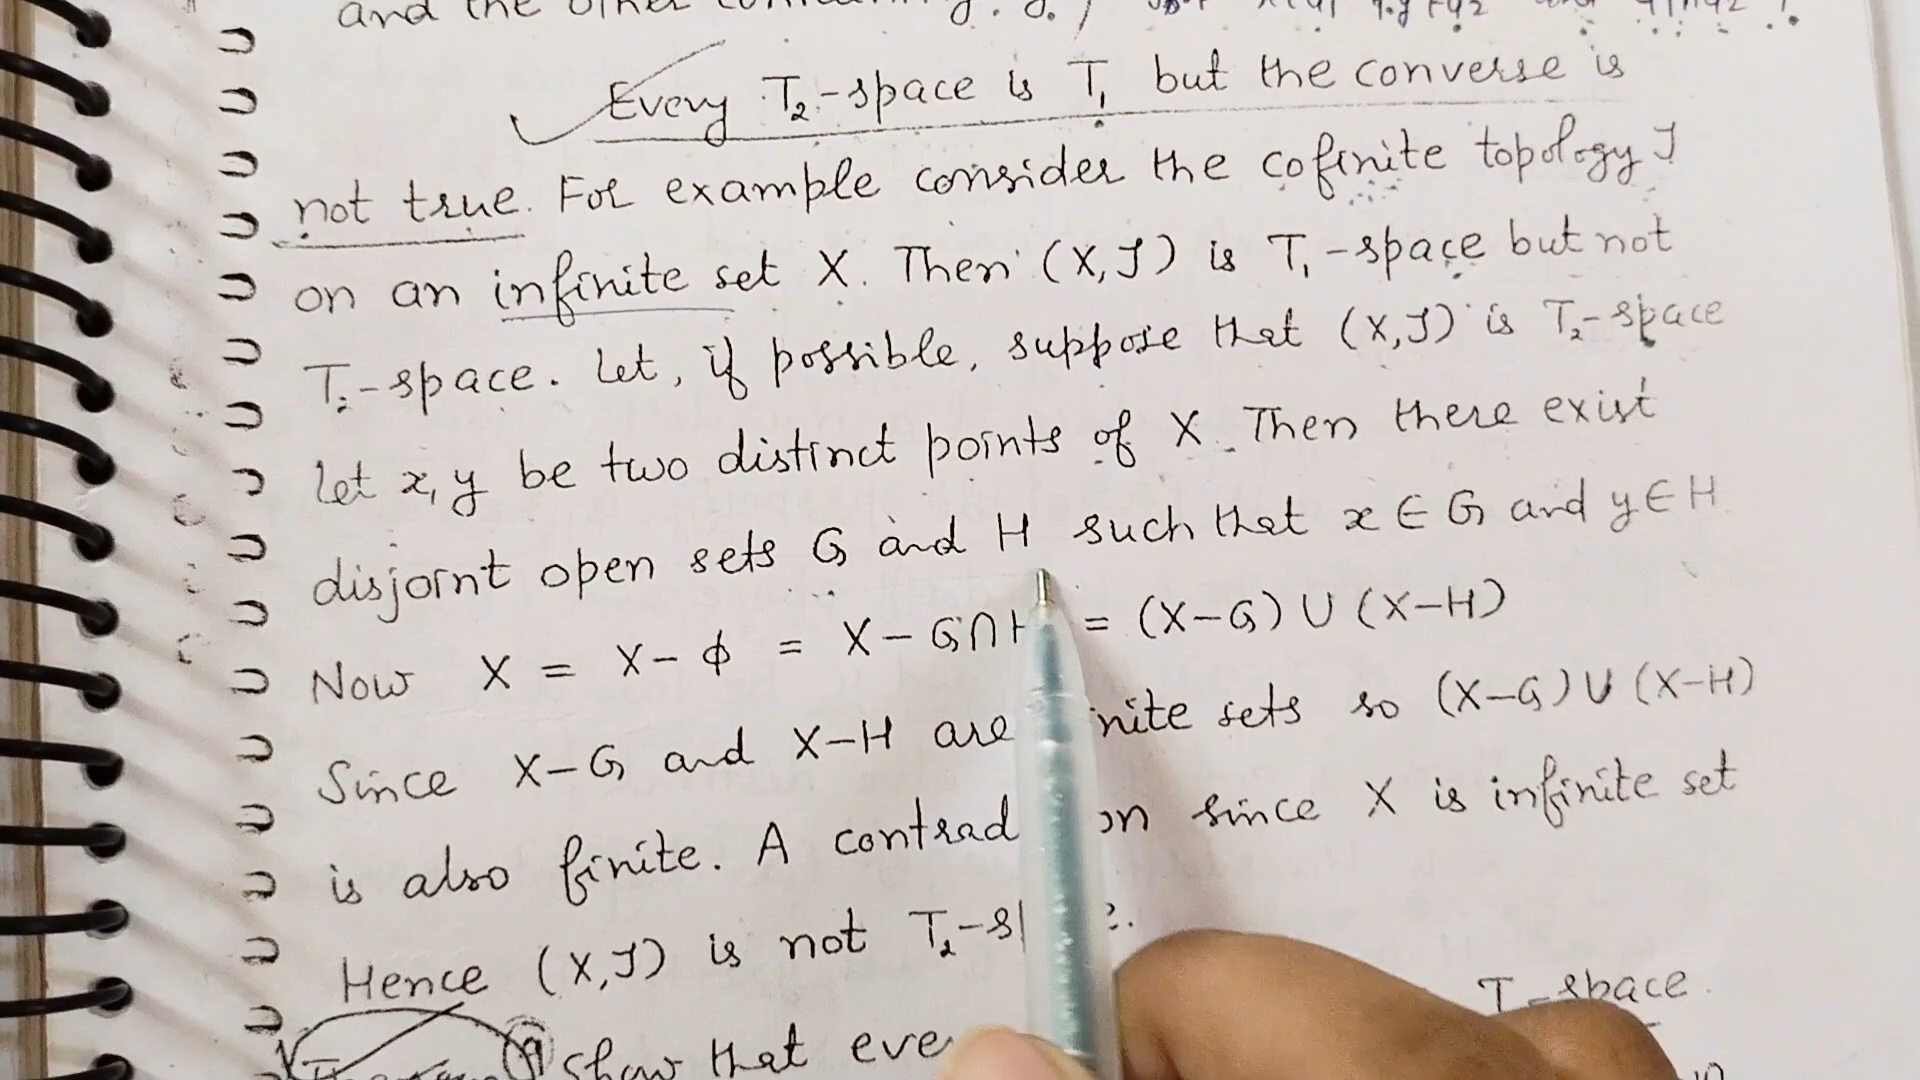 and the other
Every T₂-space is T₁ but the converse is
not true. For example consider the cofinite topology J
on an infinite set X. Then (X,J) is T₁-space but not
T₂-space. Let, if possible, suppose that (X,J) is T₂-space
let x, y be two distinct points of X. Then there exist
disjoint open sets G and H such that x ∈ G and y ∈ H
Now X = X - ϕ = X - G∩H = (X-G) ∪ (X-H)
Since X-G and X-H are nite sets so (X-G) ∪ (X-H)
is also finite. A contrad on since X is infinite set
Hence (X,J) is not T₂-s e.
T -space.
Show that eve